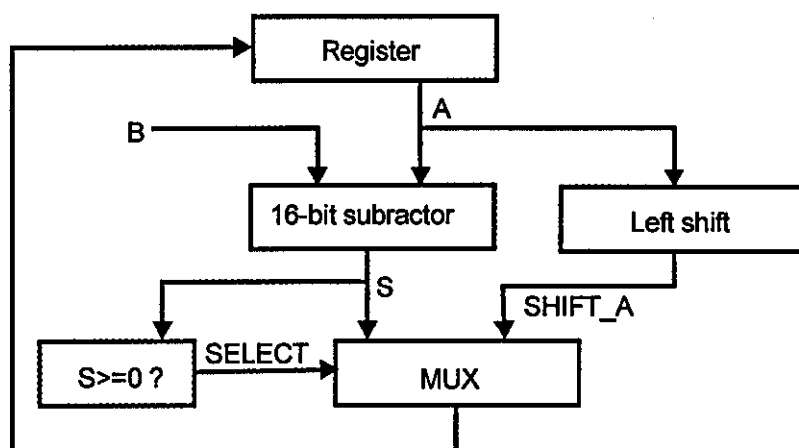 Register
A
B
16-bit subractor
Left shift
S
SHIFT_A
SELECT
S>=0 ?
MUX